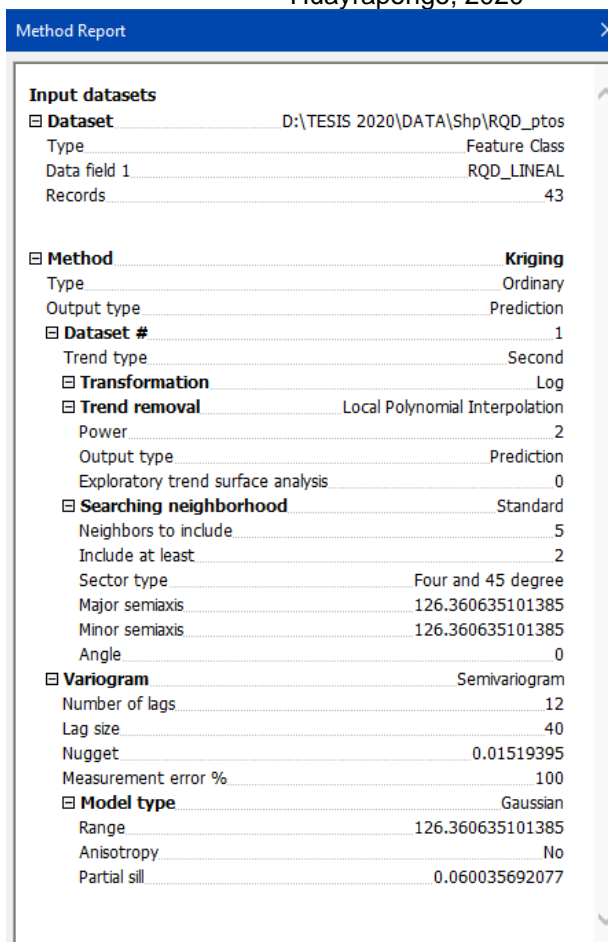 Huayrapongo, 2020
Method Report
Input datasets
Dataset D:\TESIS 2020\DATA\Shp\RQD_ptos
Type Feature Class
Data field 1 RQD_LINEAL
Records 43
Method Kriging
Type Ordinary
Output type Prediction
Dataset # 1
Trend type Second
Transformation Log
Trend removal Local Polynomial Interpolation
Power 2
Output type Prediction
Exploratory trend surface analysis 0
Searching neighborhood Standard
Neighbors to include 5
Include at least 2
Sector type Four and 45 degree
Major semiaxis 126.360635101385
Minor semiaxis 126.360635101385
Angle 0
Variogram Semivariogram
Number of lags 12
Lag size 40
Nugget 0.01519395
Measurement error % 100
Model type Gaussian
Range 126.360635101385
Anisotropy No
Partial sill 0.060035692077